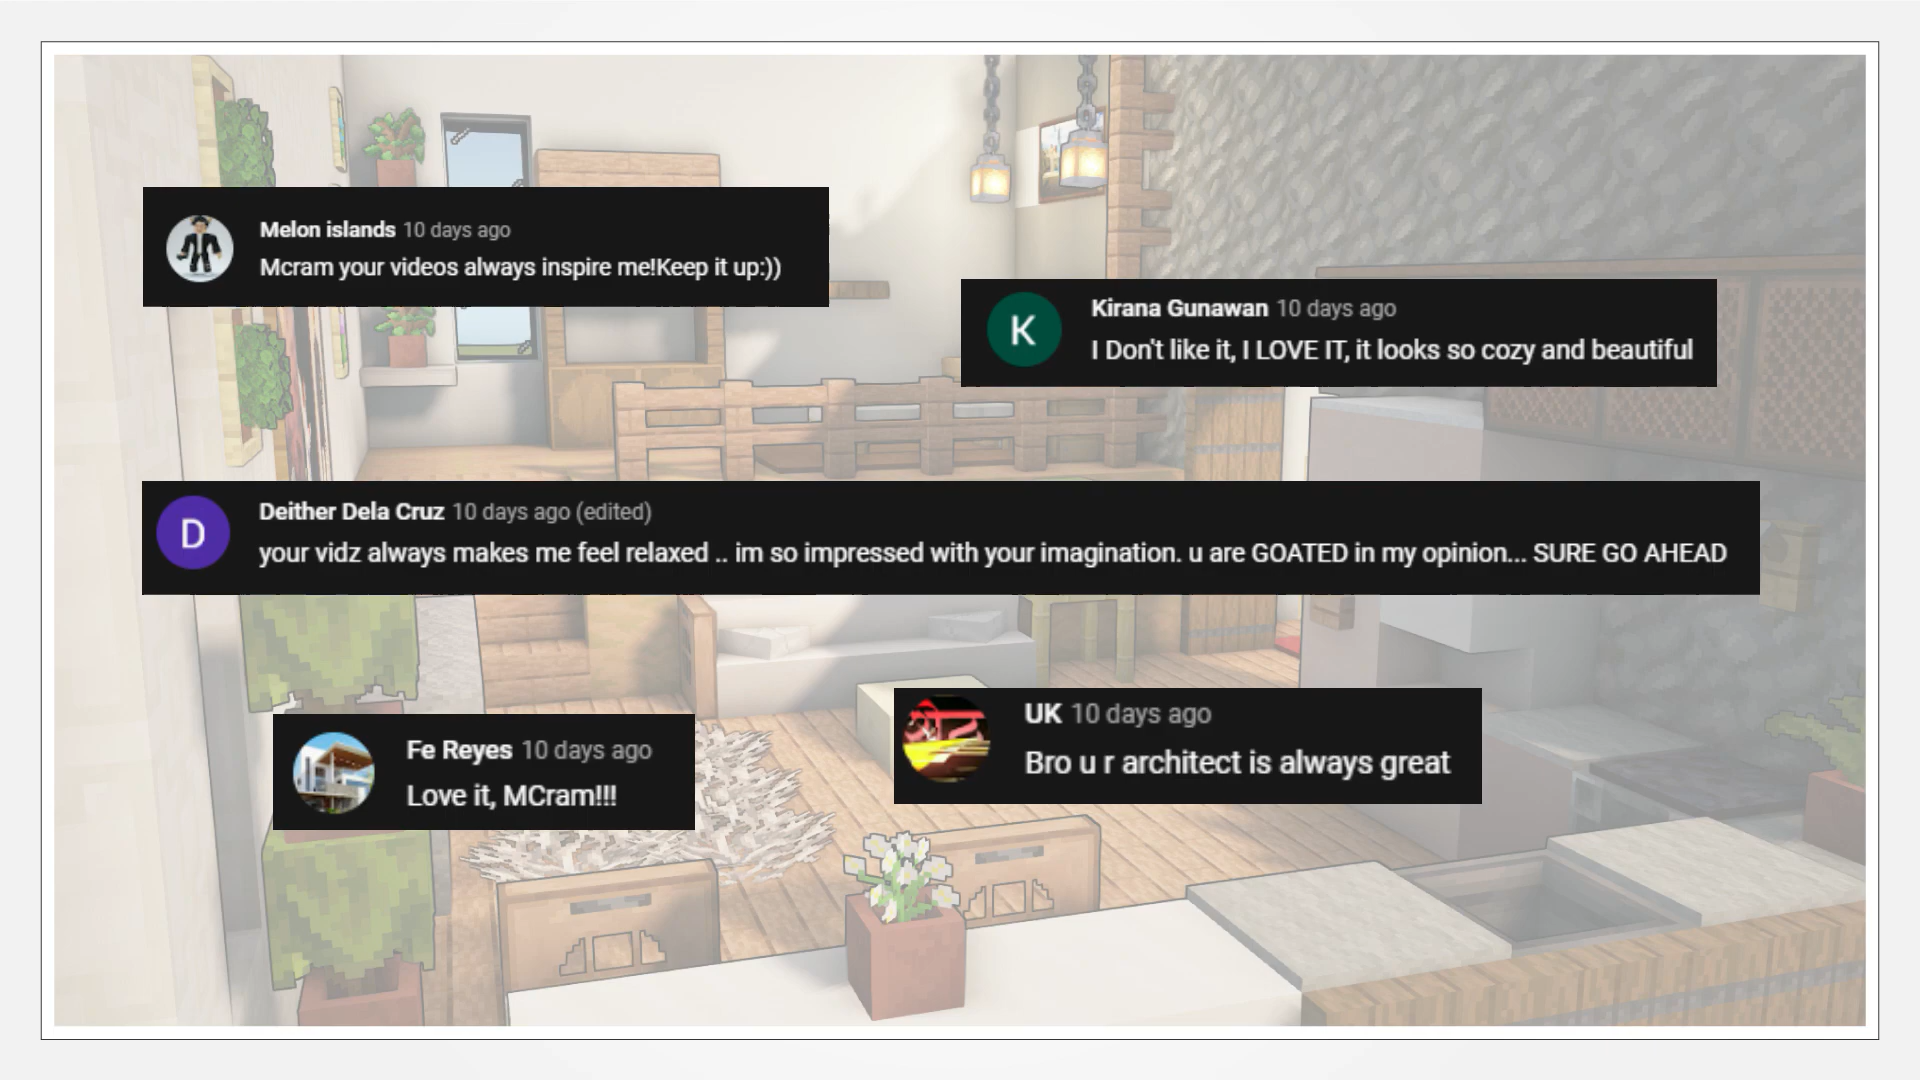 Melon islands 10 days ago
Mcram your videos always inspire me!Keep it up:))
K
Kirana Gunawan 10 days ago
I Don't like it, I LOVE IT, it looks so cozy and beautiful
D
Deither Dela Cruz 10 days ago (edited)
your vidz always makes me feel relaxed .. im so impressed with your imagination. u are GOATED in my opinion... SURE GO AHEAD
Fe Reyes 10 days ago
Love it, MCram!!!
UK 10 days ago
Bro u r architect is always great